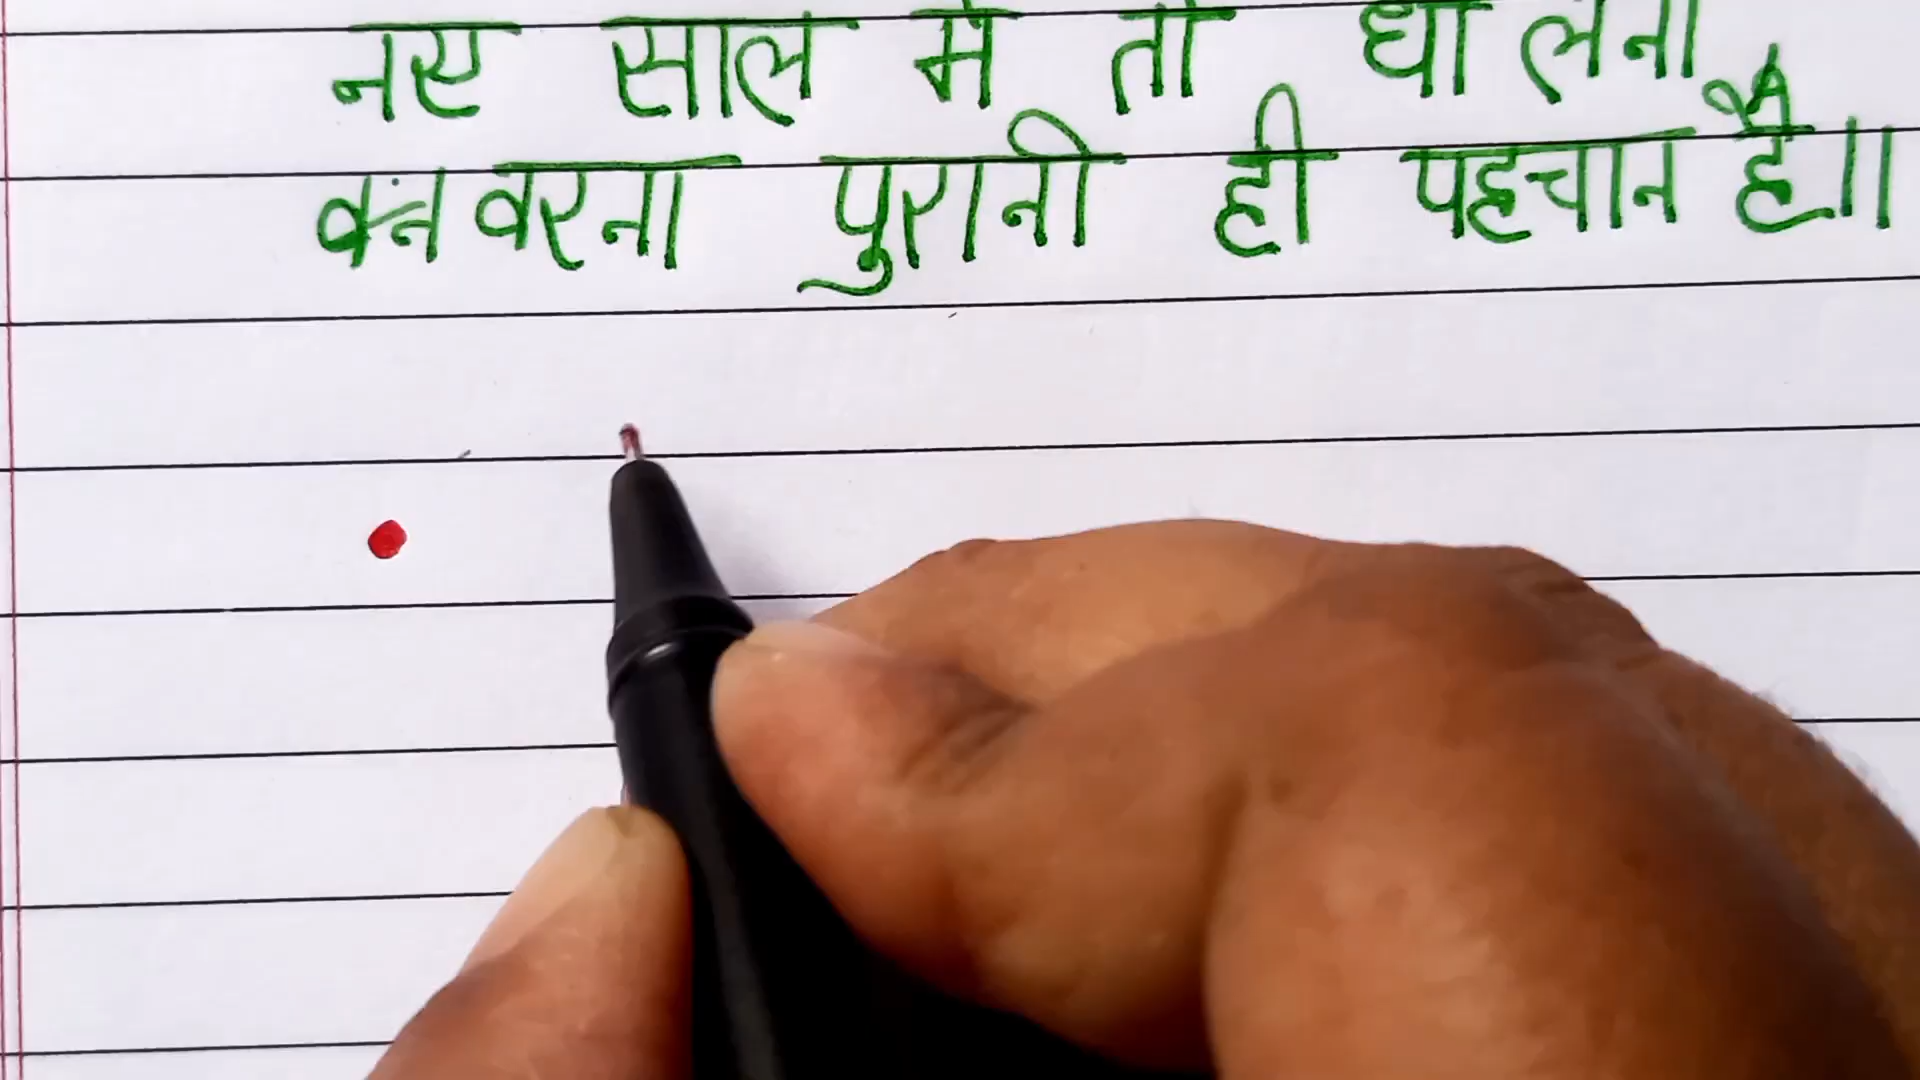 नए साल में तो धो लेना
वरना पुरानी ही पहचान है॥